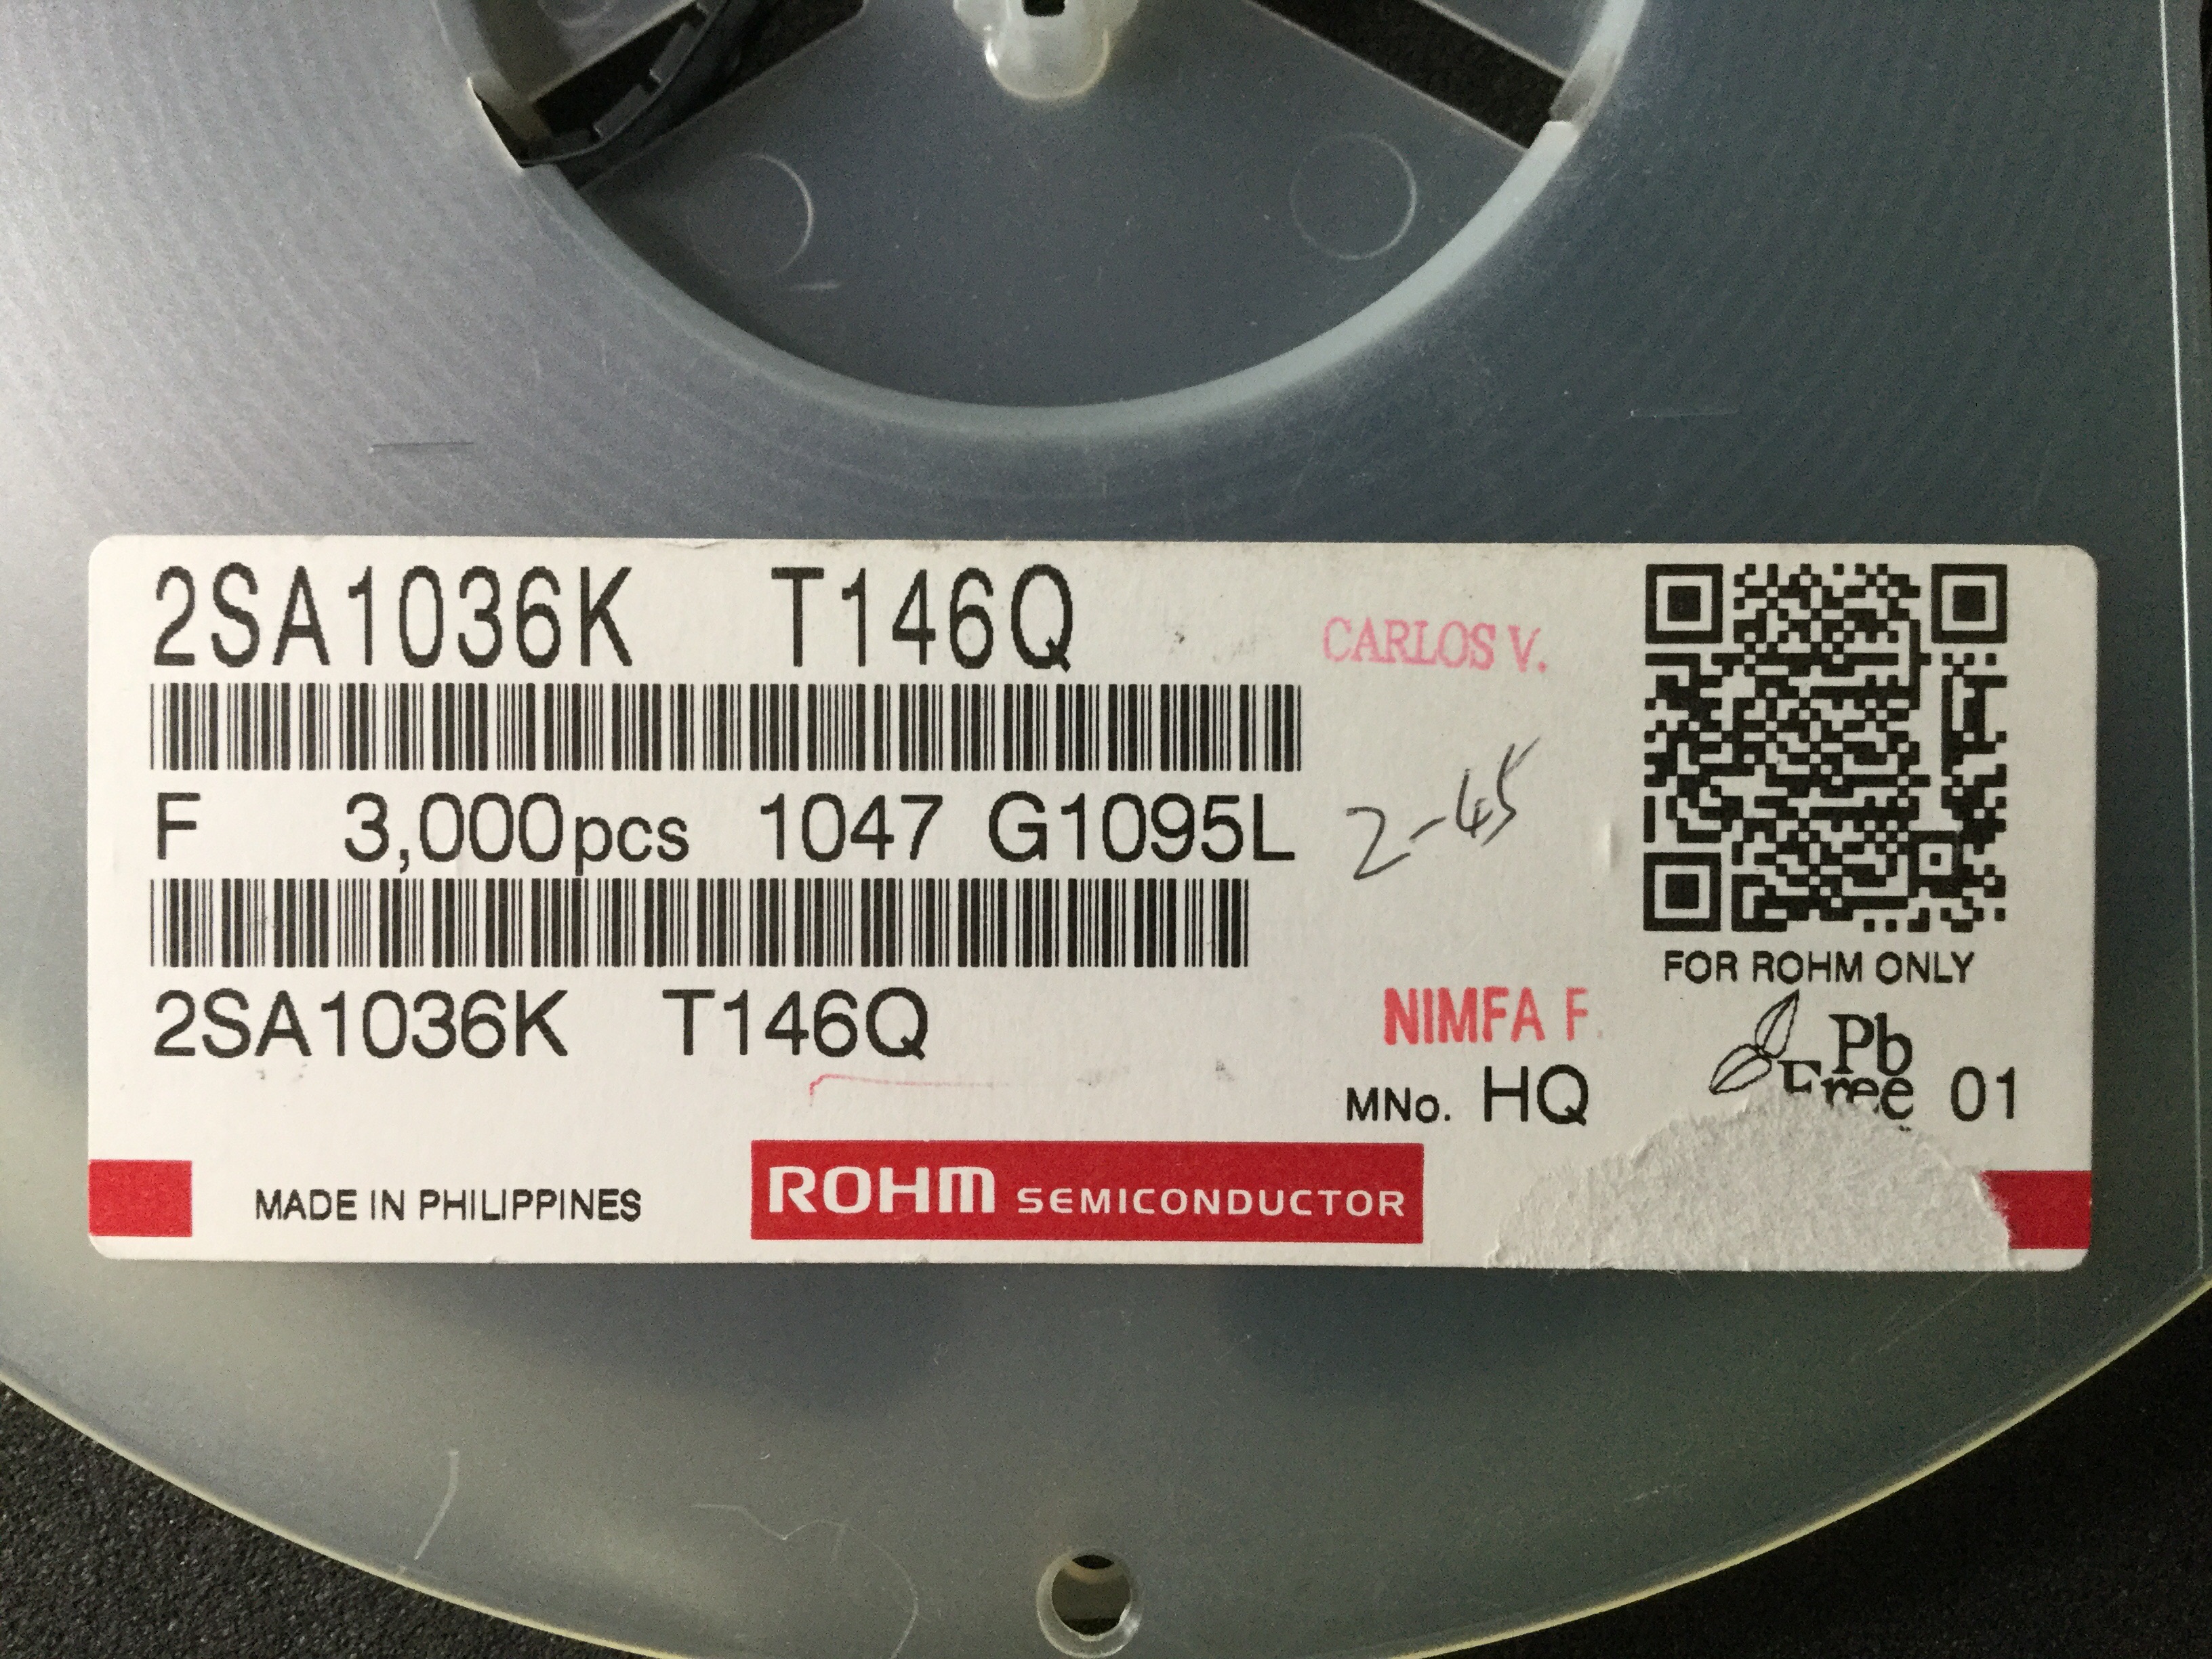 2SA1036K T146Q
CARLOS V.
F 3,000pcs 1047 G1095L
2-45
FOR ROHM ONLY
2SA1036K T146Q
NIMFA F
Pb
Free 01
MNo. HQ
MADE IN PHILIPPINES
ROHM SEMICONDUCTOR